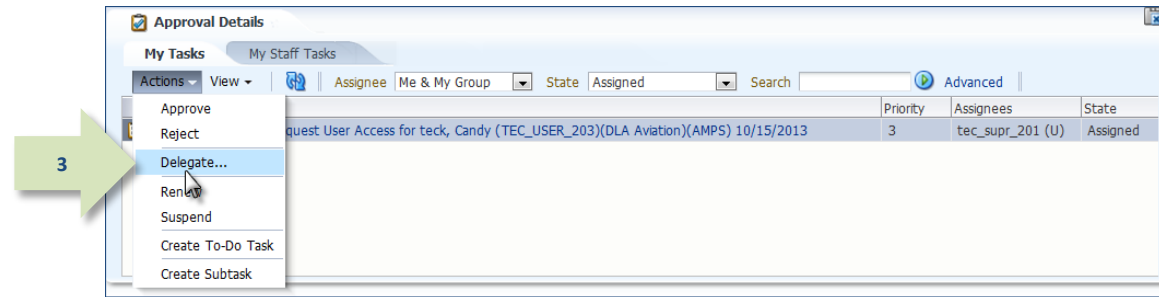 Approval Details
My Tasks My Staff Tasks
Actions View Assignee Me & My Group State Assigned Search Advanced
Priority Assignees State
quest User Access for teck, Candy (TEC_USER_203)(DLA Aviation)(AMPS) 10/15/2013 3 tec_supr_201 (U) Assigned
Approve
Reject
3
Delegate...
Suspend
Create To-Do Task
Create Subtask